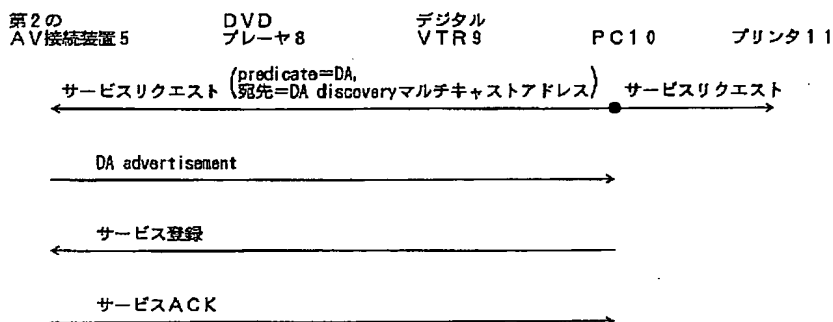 第2の
AV接続装置5
DVD
プレーヤ8
デジタル
VTR9
PC10
プリンタ11
サービスリクエスト
(predicate=DA,
宛先=DA discoveryマルチキャストアドレス)
サービスリクエスト
DA advertisement
サービス登録
サービスACK